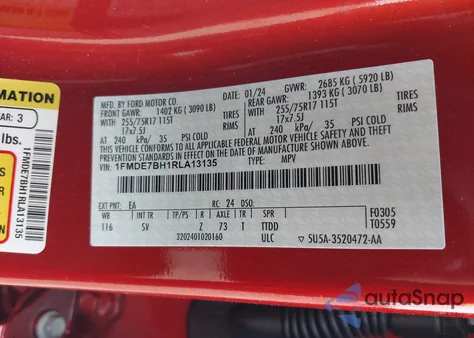 RMATION
AR: 3
lbs.
1FMDE7BH1RLA13135
MFD. BY FORD MOTOR CO. 01/24 GVWR: 2685 KG ( 5920 LB)
FRONT GAWR: 1402 KG ( 3090 LB) REAR GAWR: 1393 KG ( 3070 LB)
WITH 255/75R17 115T TIRES WITH 255/75R17 115T TIRES
17x7.5J RIMS 17x7.5J RIMS
AT 240 kPa/ 35 PSI COLD AT 240 kPa/ 35 PSI COLD
THIS VEHICLE CONFORMS TO ALL APPLICABLE FEDERAL MOTOR VEHICLE SAFETY
AND THEFT PREVENTION STANDARDS IN EFFECT ON THE DATE OF MANUFACTURE SHOWN ABOVE.
VIN: 1FMDE7BH1RLA13135 TYPE: MPV
EXT PNT: EA RC: 24 DSO: F0305
WB INT TR TP/PS R AXLE TR SPR T0559
116 SV Z 73 T TTDD
3202401020160 ULC 5U5A-3520472-AA
autoSnap